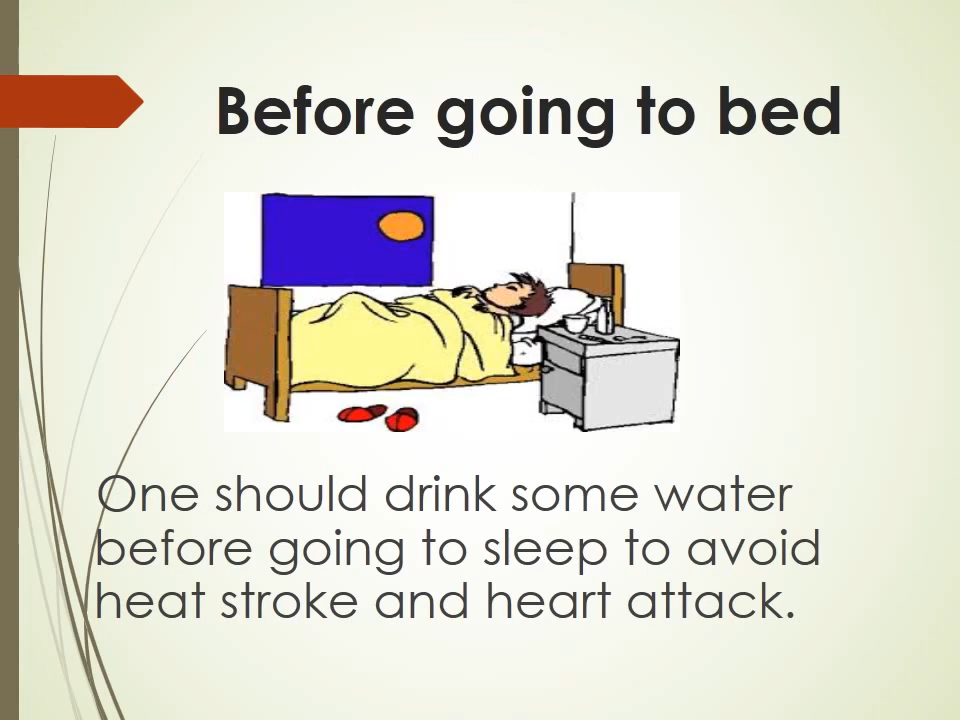 Before going to bed
One should drink some water
before going to sleep to avoid
heat stroke and heart attack.